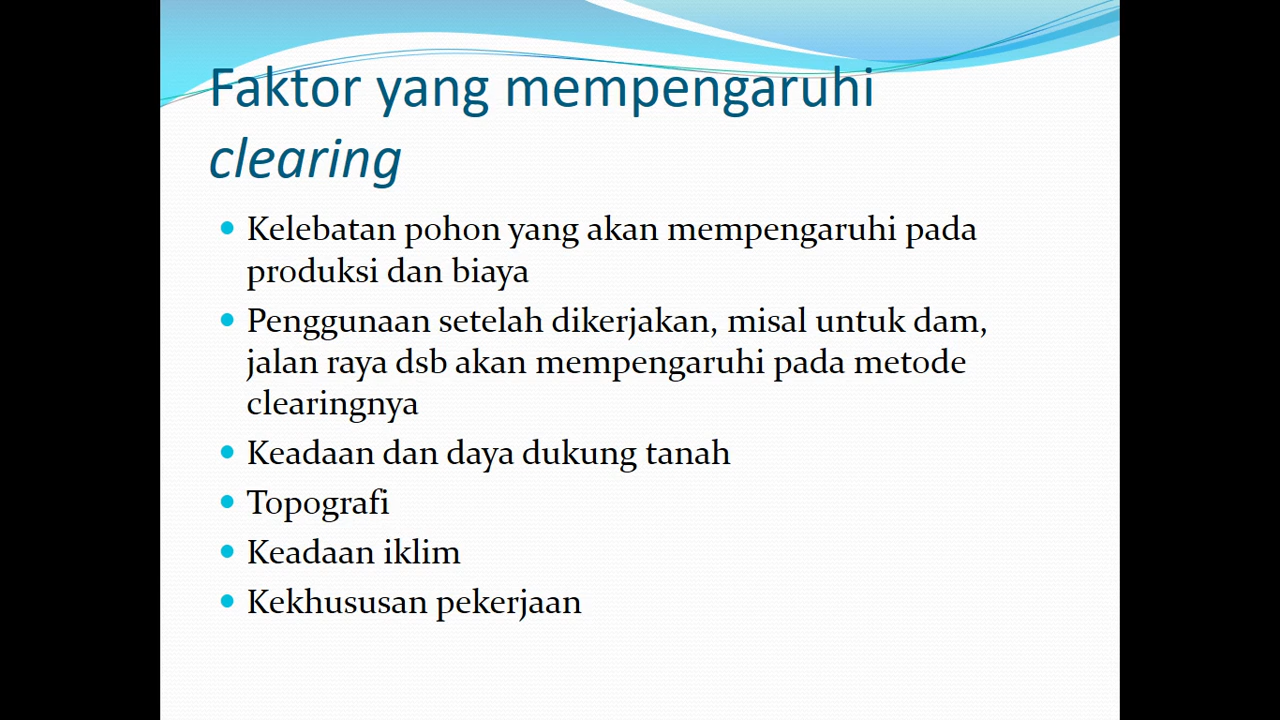 Faktor yang mempengaruhi
clearing
Kelebatan pohon yang akan mempengaruhi pada
produksi dan biaya
Penggunaan setelah dikerjakan, misal untuk dam,
jalan raya dsb akan mempengaruhi pada metode
clearingnya
Keadaan dan daya dukung tanah
Topografi
Keadaan iklim
Kekhususan pekerjaan